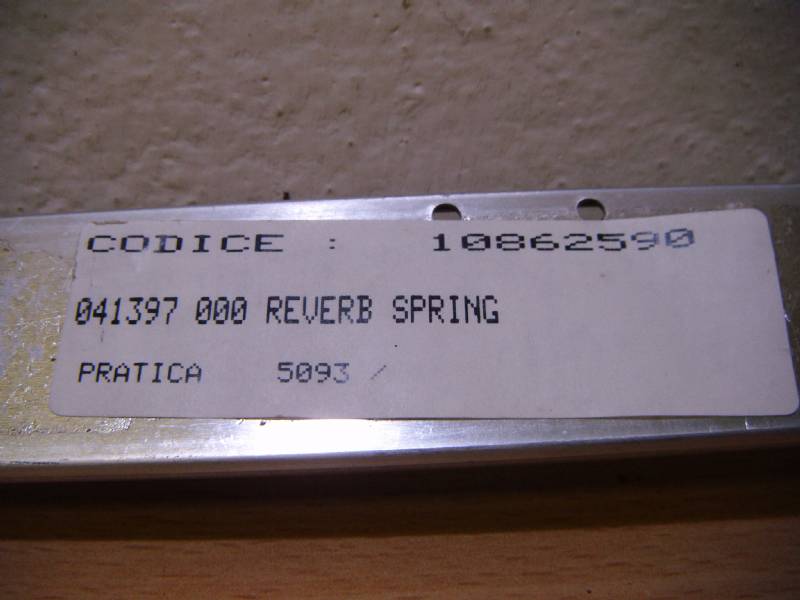 CODICE : 10862590
041397 000 REVERB SPRING
PRATICA 5093 /